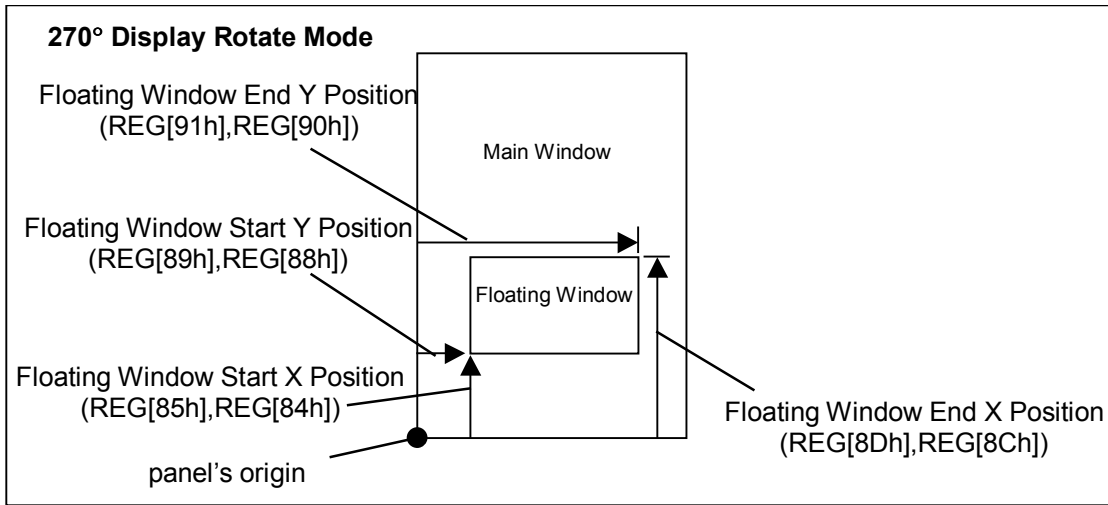 270° Display Rotate Mode
Floating Window End Y Position
(REG[91h],REG[90h])
Main Window
Floating Window Start Y Position
(REG[89h],REG[88h])
Floating Window
Floating Window Start X Position
(REG[85h],REG[84h])
Floating Window End X Position
(REG[8Dh],REG[8Ch])
panel's origin